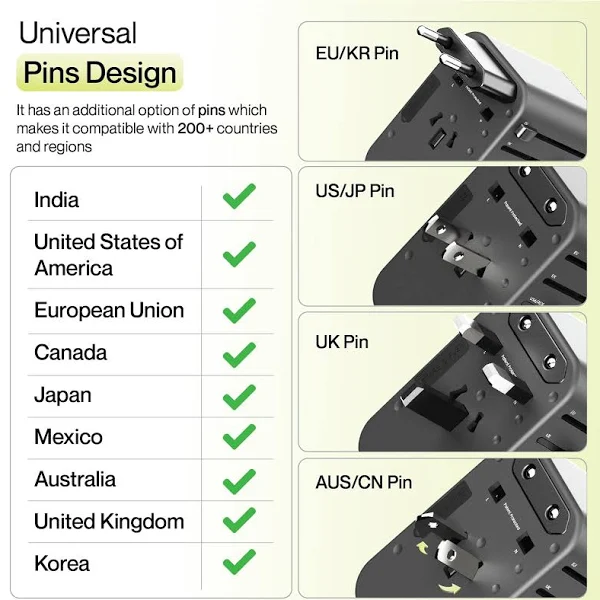 Universal
Pins Design
It has an additional option of pins which
makes it compatible with 200+ countries
and regions
India
United States of
America
European Union
Canada
Japan
Mexico
Australia
United Kingdom
Korea
EU/KR Pin
US/JP Pin
UK Pin
AUS/CN Pin